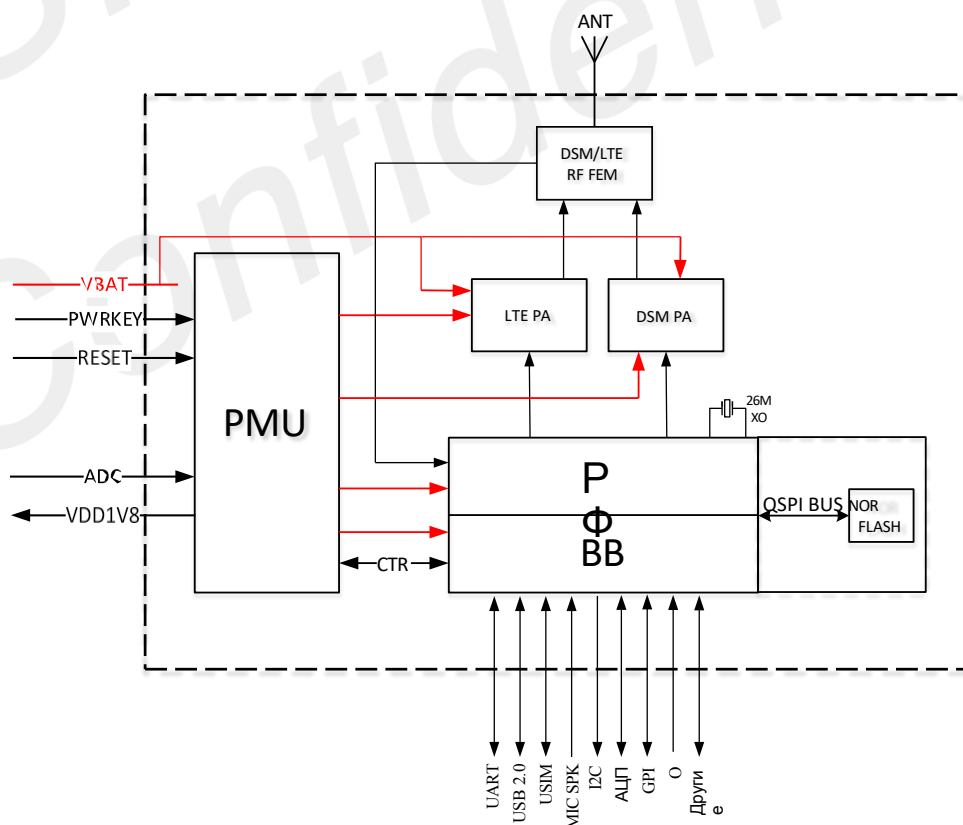 Confiden
ANT
DSM/LTE
RF FEM
VBAT
PWRKEY
RESET
LTE PA
DSM PA
PMU
26M
XO
ADC
VDD1V8
Р
Ф
BB
QSPI BUS
NOR
FLASH
CTR
UART
USB 2.0
USIM
MIC SPK
I2C
АЦП
GPI
O
Други
е